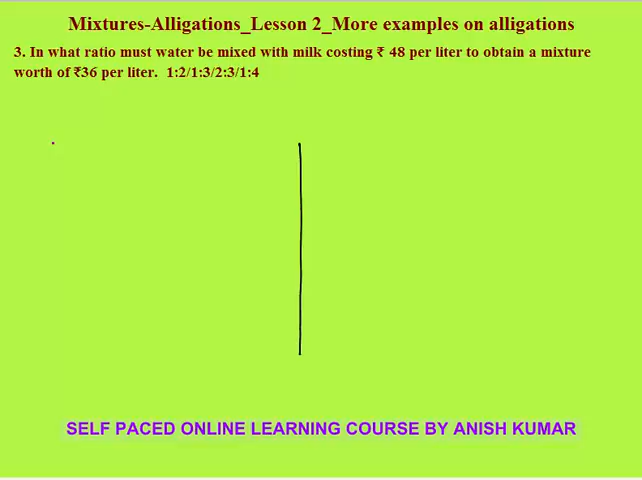 Mixtures-Alligations_Lesson 2_More examples on alligations
3. In what ratio must water be mixed with milk costing ₹ 48 per liter to obtain a mixture
worth of ₹36 per liter. 1:2/1:3/2:3/1:4
SELF PACED ONLINE LEARNING COURSE BY ANISH KUMAR